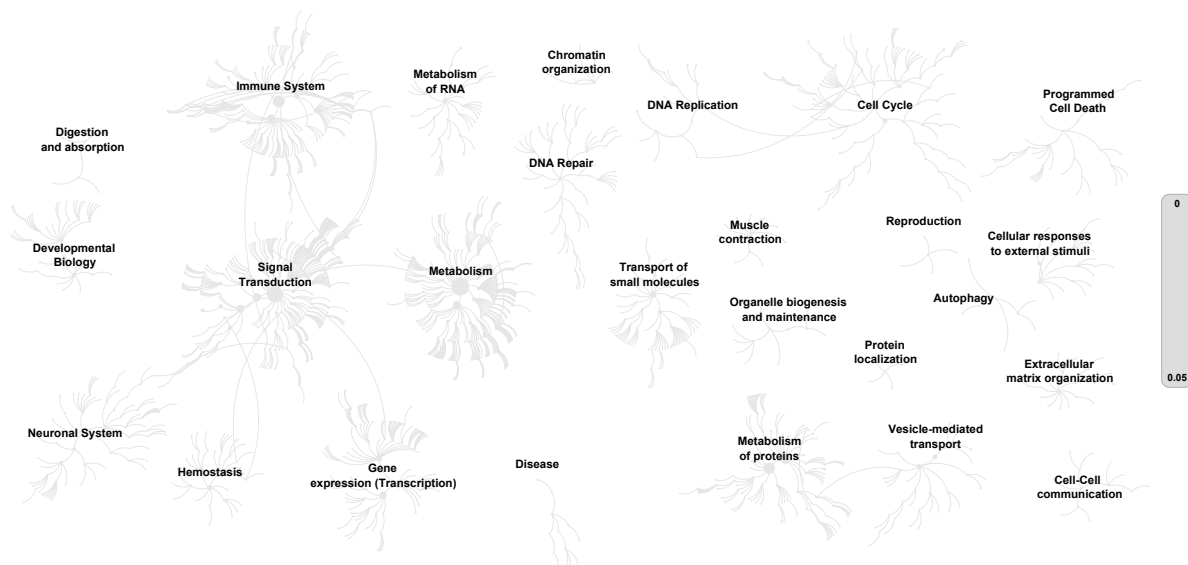 Chromatin
organization
Immune System
Metabolism
of RNA
DNA Replication
Cell Cycle
Programmed
Cell Death
Digestion
and absorption
DNA Repair
0
Muscle
contraction
Reproduction
Cellular responses
to external stimuli
Developmental
Biology
Signal
Transduction
Metabolism
Transport of
small molecules
Organelle biogenesis
and maintenance
Autophagy
Protein
localization
Extracellular
matrix organization
0.05
Neuronal System
Hemostasis
Gene
expression (Transcription)
Disease
Metabolism
of proteins
Vesicle-mediated
transport
Cell-Cell
communication